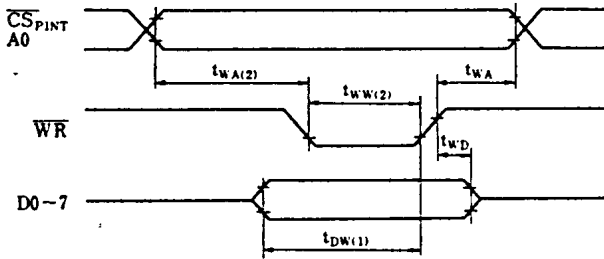 CS̅PINT
A0
tWA(2)
tWW(2)
tWA
WR̅
tWD
D0~7
tDW(1)